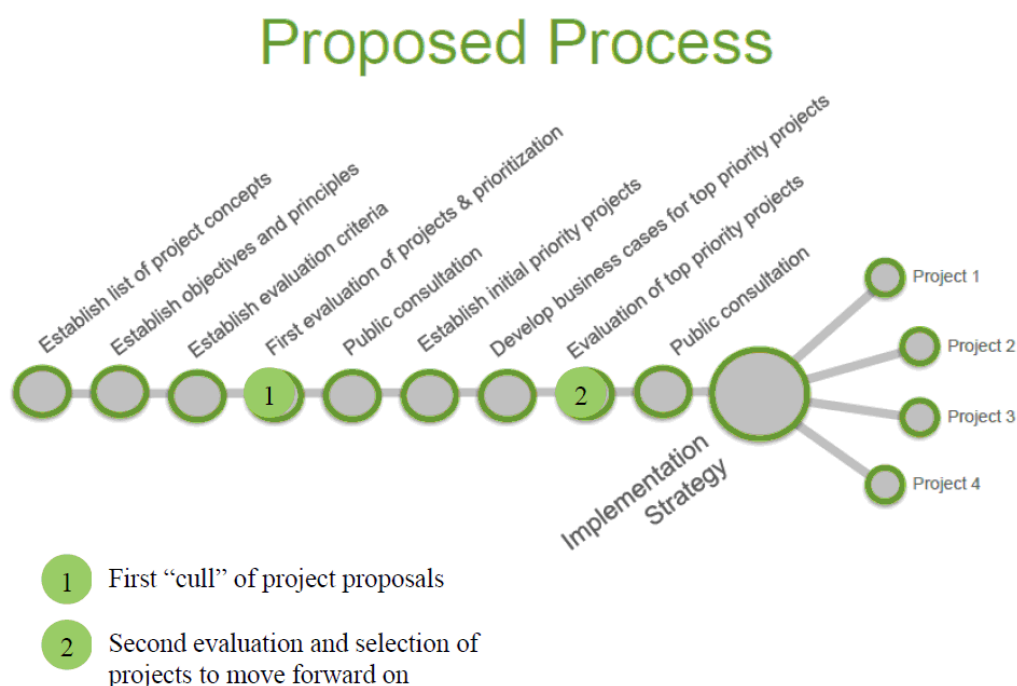 Proposed Process
Establish list of project concepts
Establish objectives and principles
Establish evaluation criteria
First evaluation of projects & prioritization
Public consultation
Establish initial priority projects
Develop business cases for top priority projects
Evaluation of top priority projects
Public consultation
1
2
Implementation
Strategy
Project 1
Project 2
Project 3
Project 4
1 First “cull” of project proposals
2 Second evaluation and selection of
projects to move forward on